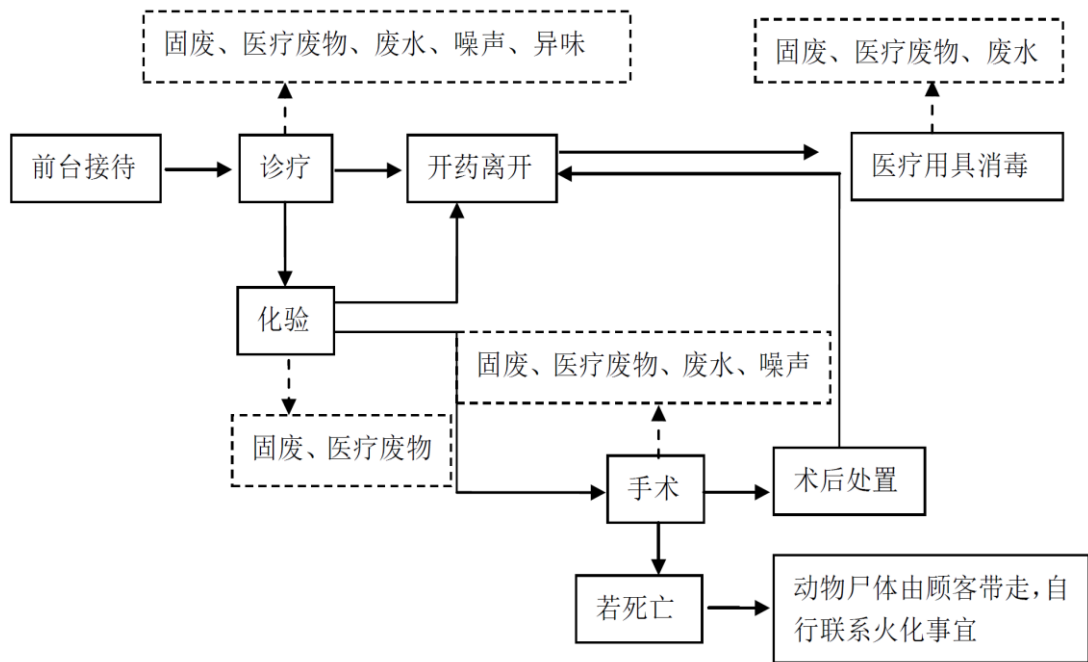 固废、医疗废物、废水、噪声、异味
固废、医疗废物、废水
前台接待
诊疗
开药离开
医疗用具消毒
化验
固废、医疗废物、废水、噪声
固废、医疗废物
手术
术后处置
若死亡
动物尸体由顾客带走,自
行联系火化事宜